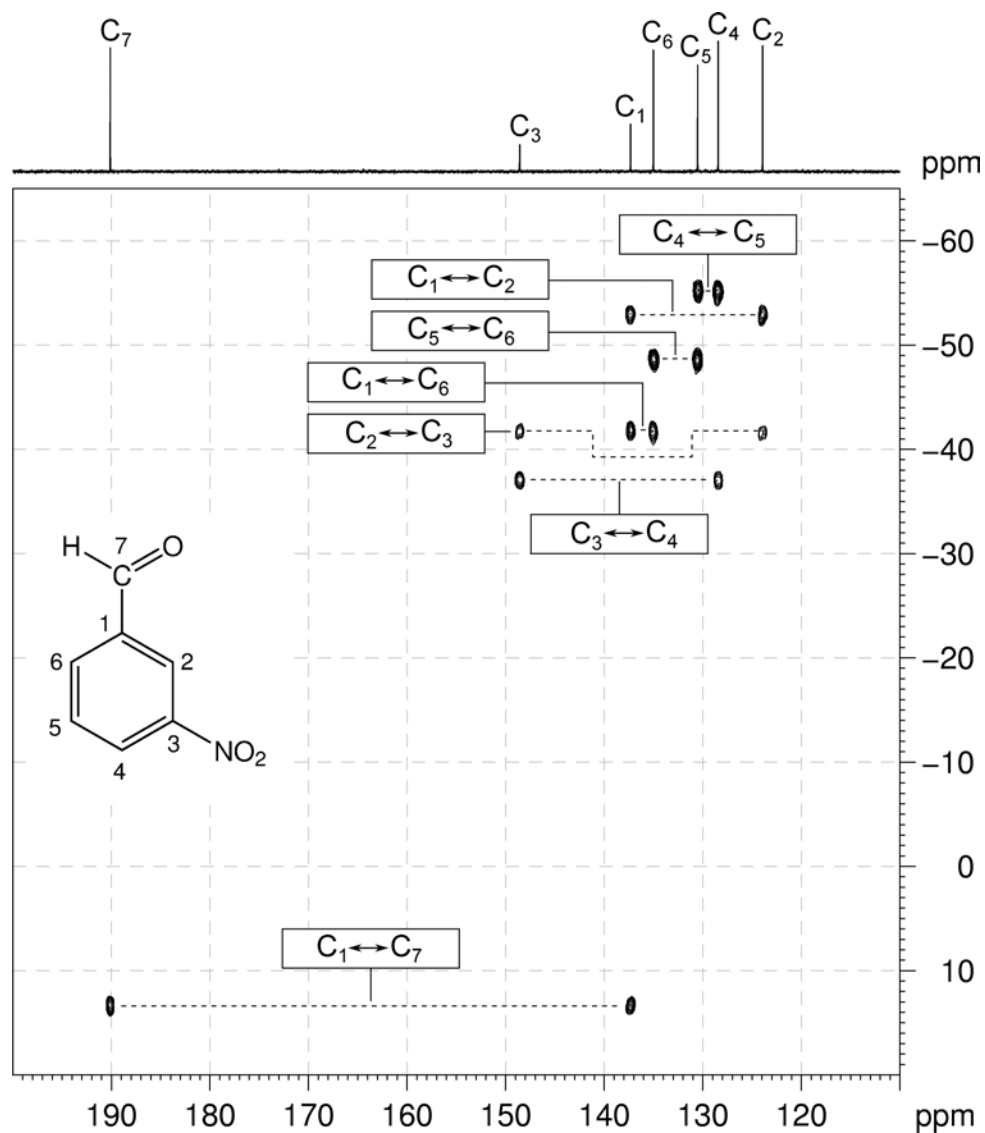 C₇
C₃
C₁
C₆
C₅
C₄
C₂
ppm
C₄↔C₅
C₁↔C₂
C₅↔C₆
C₁↔C₆
C₂↔C₃
C₃↔C₄
C₁↔C₇
−60
−50
−40
−30
−20
−10
0
10
H
7
O
C
1
6
2
5
3
4
NO₂
190 180 170 160 150 140 130 120 ppm